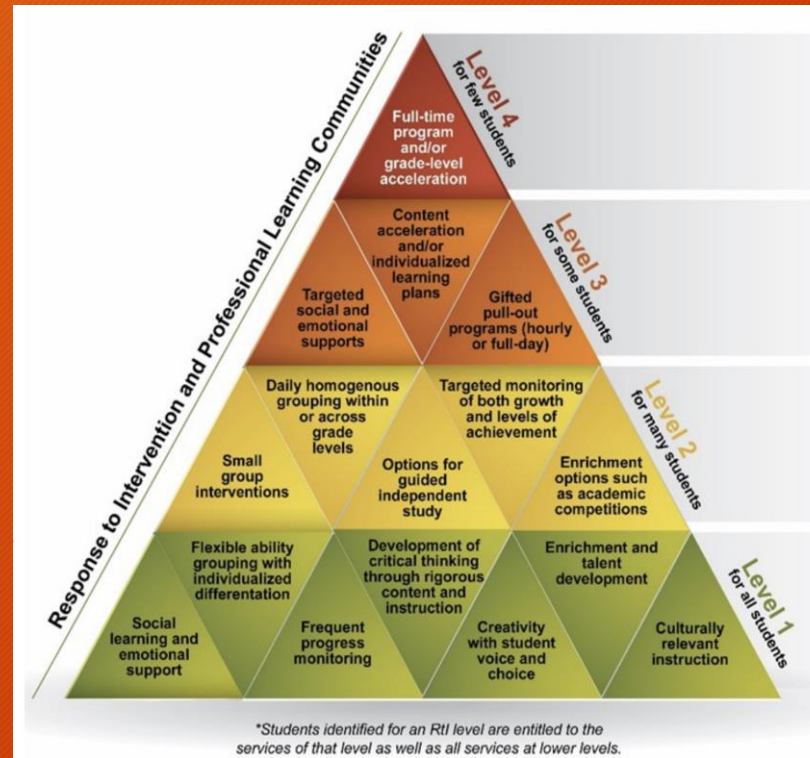 Response to Intervention and Professional Learning Communities
Level 4
for few students
Full-time
program
and/or
grade-level
acceleration
Level 3
for some students
Content
acceleration
and/or
individualized
learning
plans
Targeted
social and
emotional
supports
Gifted
pull-out
programs (hourly
or full-day)
Level 2
for many students
Daily homogenous
grouping within
or across
grade
levels
Targeted monitoring
of both growth
and levels of
achievement
Small
group
interventions
Options for
guided
independent
study
Enrichment
options such
as academic
competitions
Level 1
for all students
Flexible ability
grouping with
individualized
differentation
Development of
critical thinking
through rigorous
content and
instruction
Enrichment and
talent
development
Social
learning and
emotional
support
Frequent
progress
monitoring
Creativity
with student
voice and
choice
Culturally
relevant
instruction
*Students identified for an RtI level are entitled to the
services of that level as well as all services at lower levels.